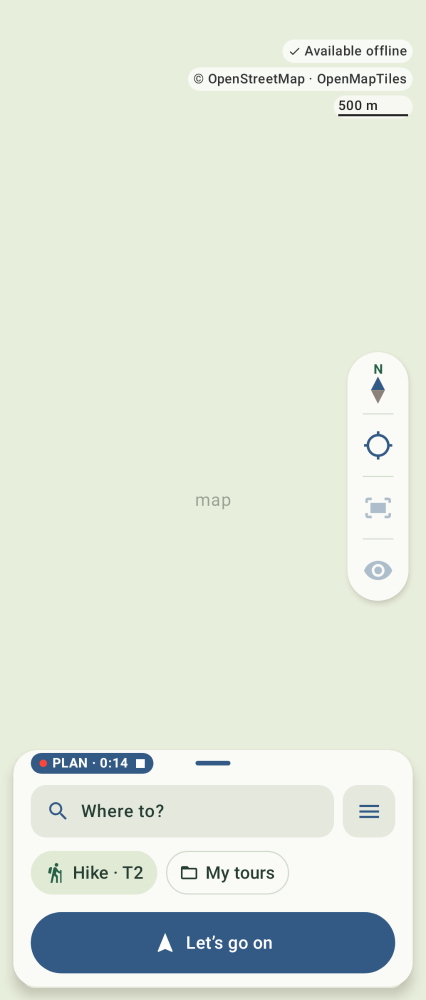 Available offline
© OpenStreetMap · OpenMapTiles
500 m
N
map
PLAN · 0:14
Where to?
Hike · T2
My tours
Let’s go on